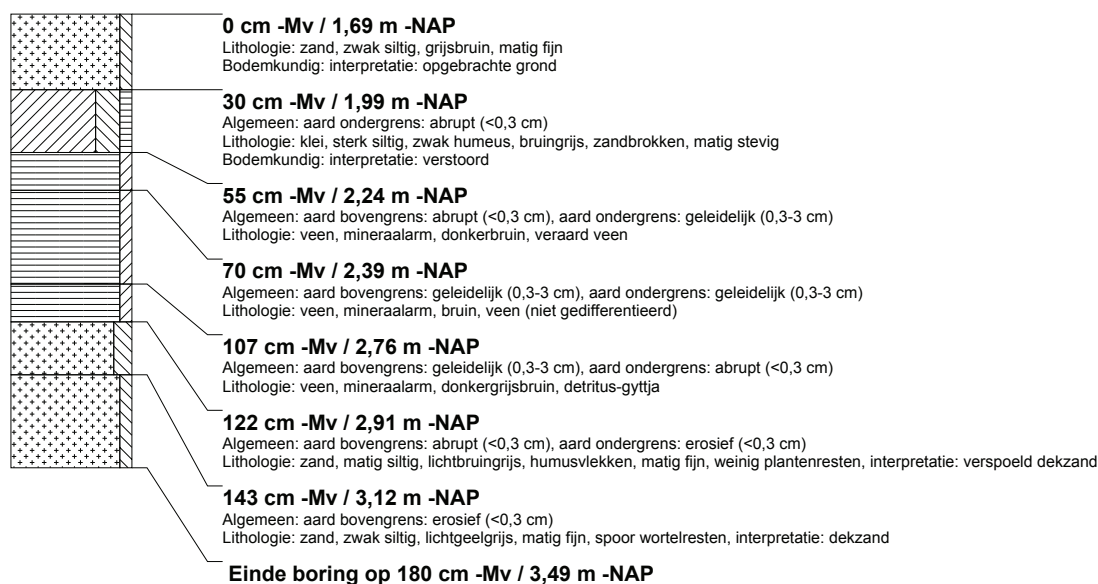 0 cm -Mv / 1,69 m -NAP
Lithologie: zand, zwak siltig, grijsbruin, matig fijn
Bodemkundig: interpretatie: opgebrachte grond
30 cm -Mv / 1,99 m -NAP
Algemeen: aard ondergrens: abrupt (<0,3 cm)
Lithologie: klei, sterk siltig, zwak humeus, bruingrijs, zandbrokken, matig stevig
Bodemkundig: interpretatie: verstoord
55 cm -Mv / 2,24 m -NAP
Algemeen: aard bovengrens: abrupt (<0,3 cm), aard ondergrens: geleidelijk (0,3-3 cm)
Lithologie: veen, mineraalarm, donkerbruin, veraard veen
70 cm -Mv / 2,39 m -NAP
Algemeen: aard bovengrens: geleidelijk (0,3-3 cm), aard ondergrens: geleidelijk (0,3-3 cm)
Lithologie: veen, mineraalarm, bruin, veen (niet gedifferentieerd)
107 cm -Mv / 2,76 m -NAP
Algemeen: aard bovengrens: geleidelijk (0,3-3 cm), aard ondergrens: abrupt (<0,3 cm)
Lithologie: veen, mineraalarm, donkergrijsbruin, detritus-gyttja
122 cm -Mv / 2,91 m -NAP
Algemeen: aard bovengrens: abrupt (<0,3 cm), aard ondergrens: erosief (<0,3 cm)
Lithologie: zand, matig siltig, lichtbruingrijs, humusvlekken, matig fijn, weinig plantenresten, interpretatie: verspoeld dekzand
143 cm -Mv / 3,12 m -NAP
Algemeen: aard bovengrens: erosief (<0,3 cm)
Lithologie: zand, zwak siltig, lichtgeelgrijs, matig fijn, spoor wortelresten, interpretatie: dekzand
Einde boring op 180 cm -Mv / 3,49 m -NAP